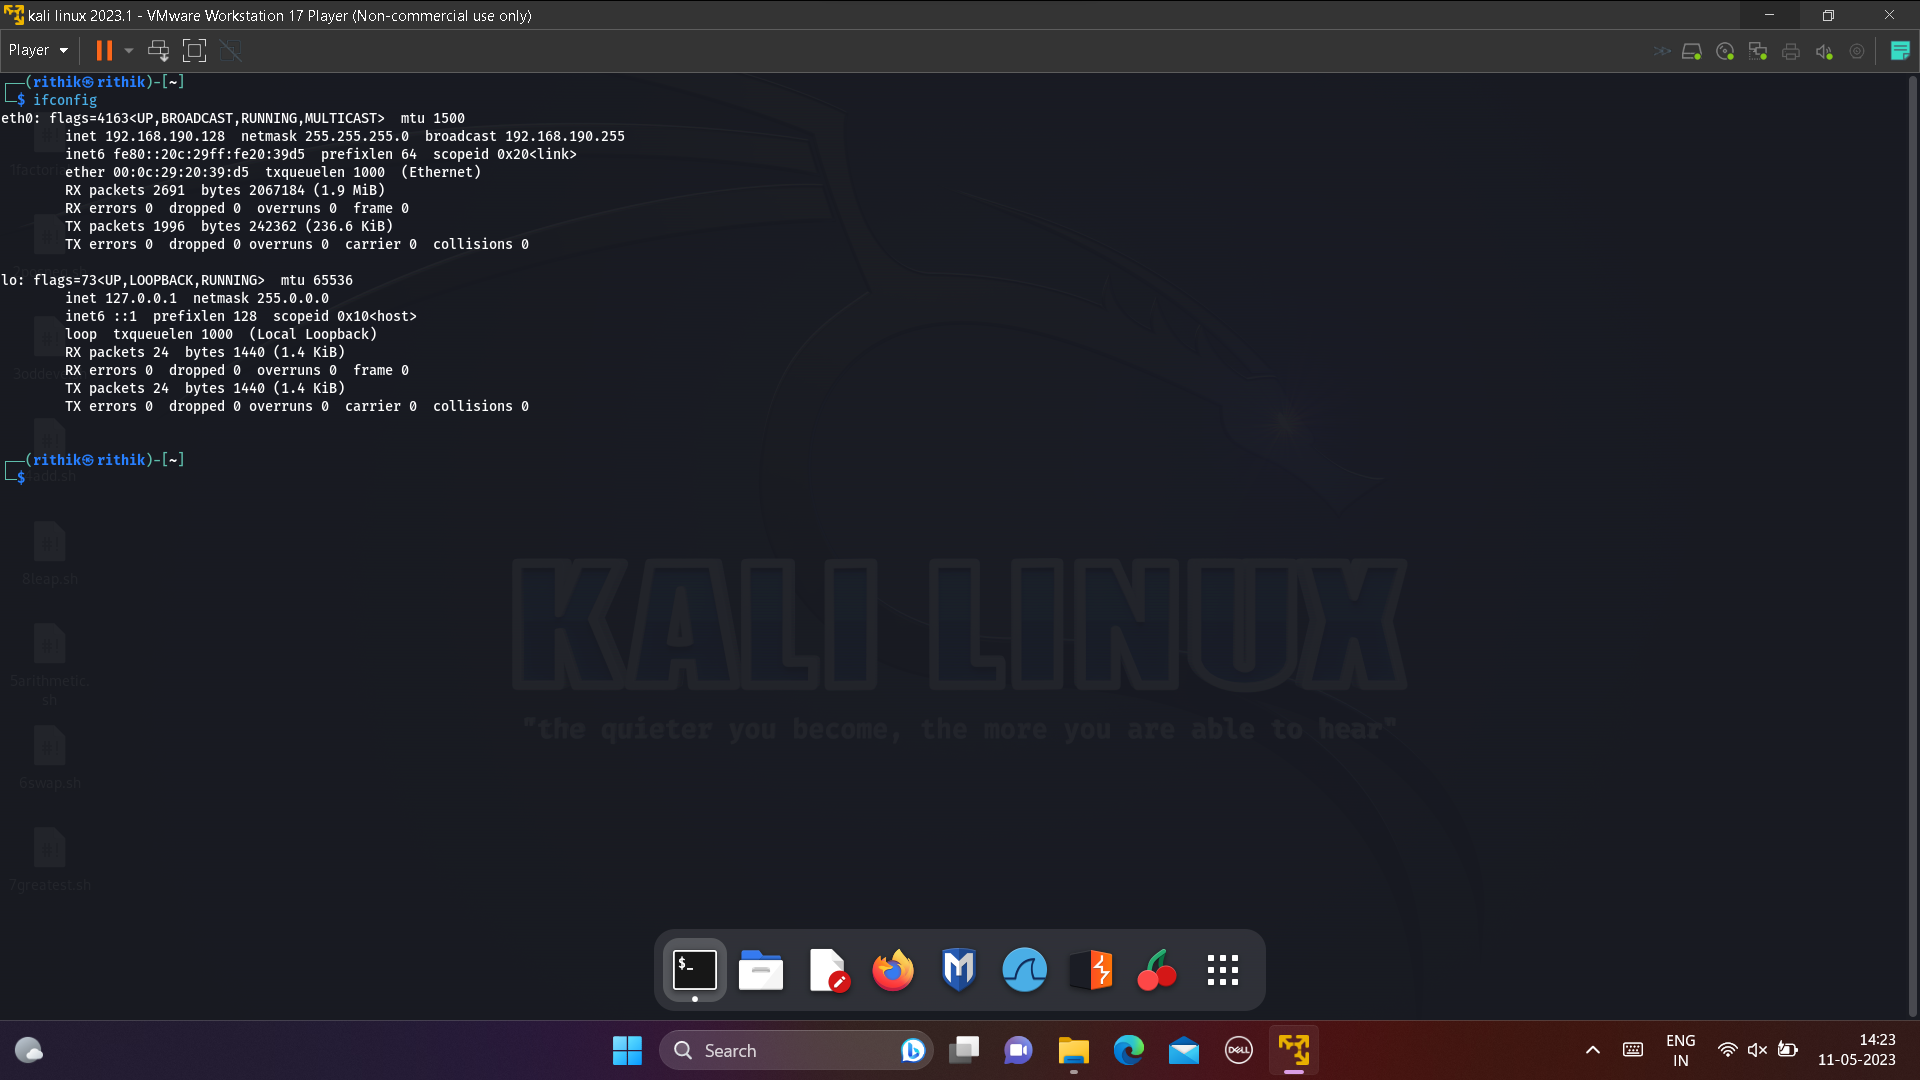 kali linux 2023.1 - VMware Workstation 17 Player (Non-commercial use only)
Player
(rithik㉿rithik)-[~]
$ ifconfig
eth0: flags=4163<UP,BROADCAST,RUNNING,MULTICAST>  mtu 1500
inet 192.168.190.128  netmask 255.255.255.0  broadcast 192.168.190.255
inet6 fe80::20c:29ff:fe20:39d5  prefixlen 64  scopeid 0x20<link>
ether 00:0c:29:20:39:d5  txqueuelen 1000  (Ethernet)
RX packets 2691  bytes 2067184 (1.9 MiB)
RX errors 0  dropped 0  overruns 0  frame 0
TX packets 1996  bytes 242362 (236.6 KiB)
TX errors 0  dropped 0 overruns 0  carrier 0  collisions 0
lo: flags=73<UP,LOOPBACK,RUNNING>  mtu 65536
inet 127.0.0.1  netmask 255.0.0.0
inet6 ::1  prefixlen 128  scopeid 0x10<host>
loop  txqueuelen 1000  (Local Loopback)
RX packets 24  bytes 1440 (1.4 KiB)
RX errors 0  dropped 0  overruns 0  frame 0
TX packets 24  bytes 1440 (1.4 KiB)
TX errors 0  dropped 0 overruns 0  carrier 0  collisions 0
(rithik㉿rithik)-[~]
$
4add.sh
8leap.sh
5arithmetic.
sh
6swap.sh
7greatest.sh
KALI LINUX
"the quieter you become, the more you are able to hear"
$_
Search
DELL
ENG
IN
14:23
11-05-2023